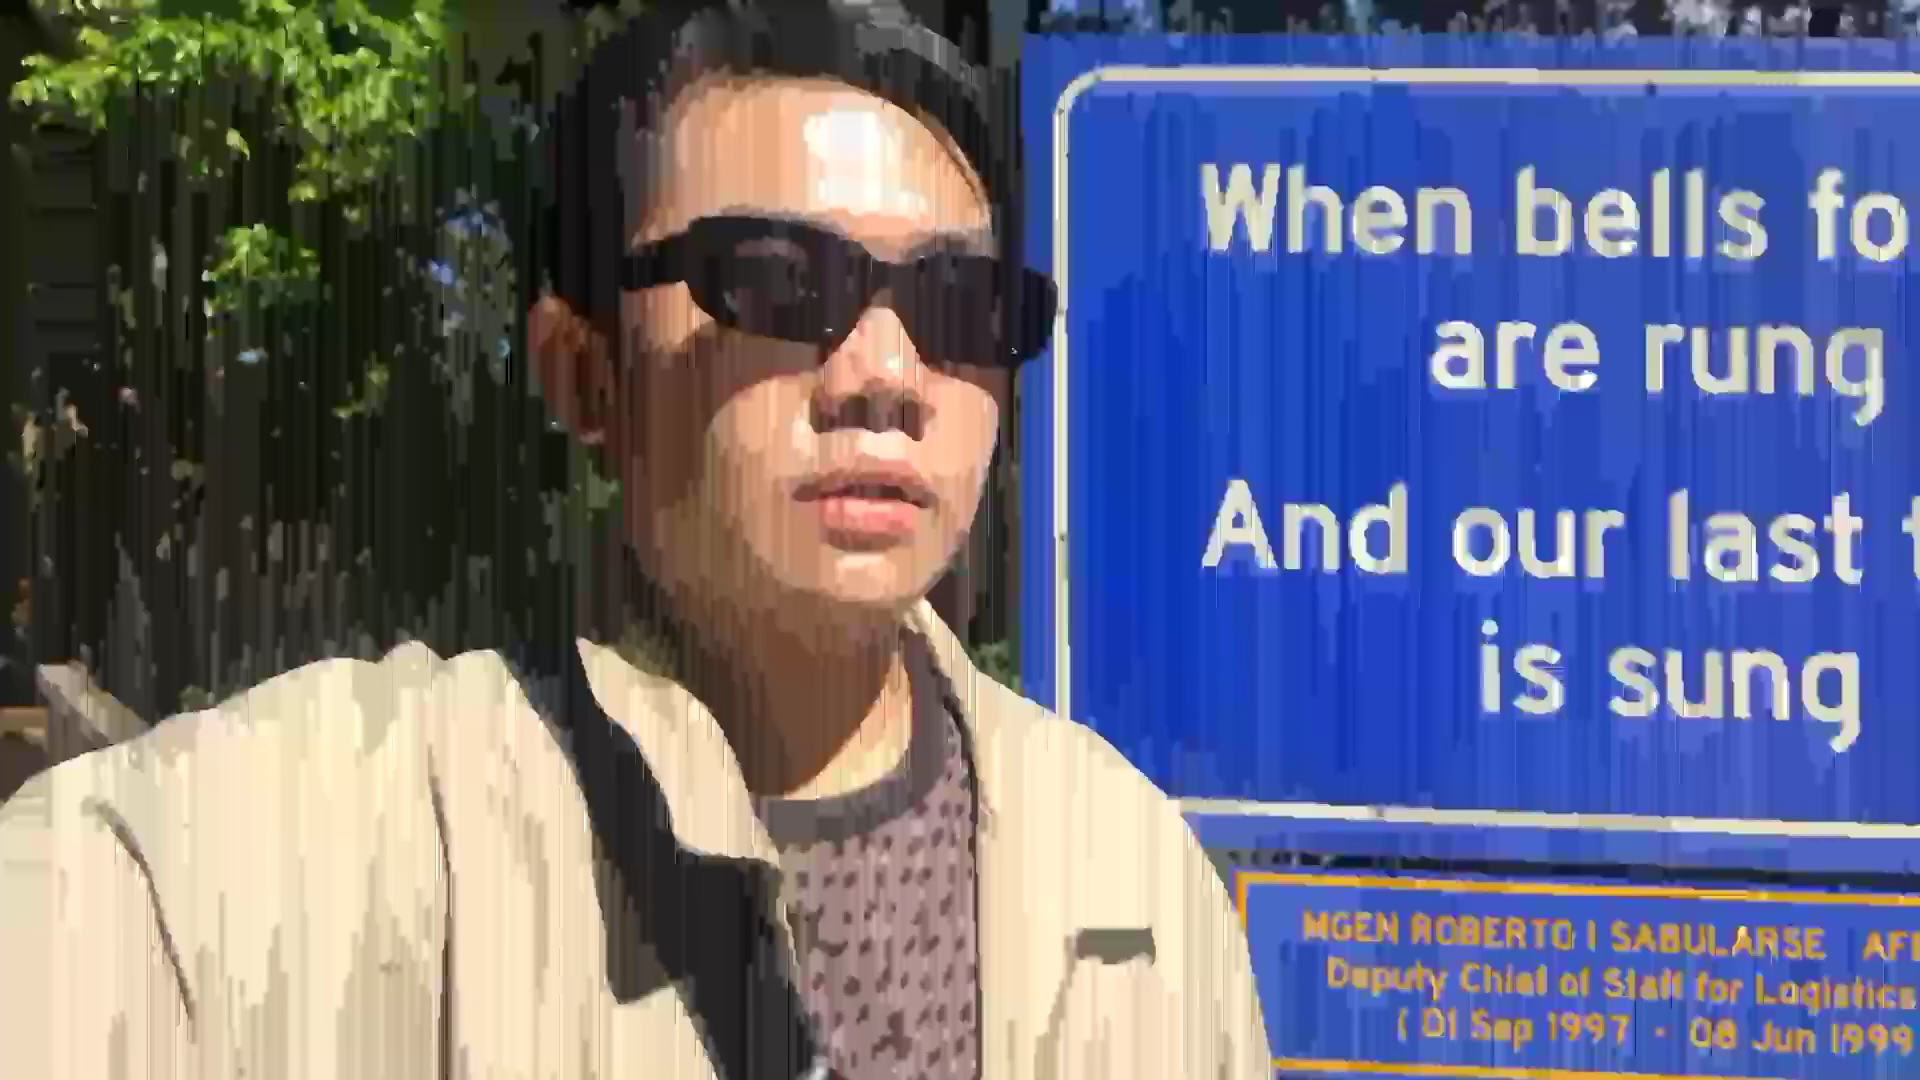 When bells fo
are rung
And our last t
is sung
MGEN ROBERTO I SABULARSE AFP
Deputy Chief of Staff for Logistics
( 01 Sep 1997 - 08 Jun 1999